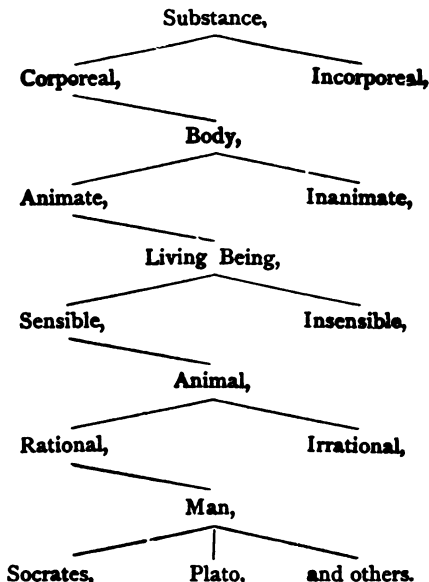 Substance,
Corporeal, Incorporeal,
Body,
Animate, Inanimate,
Living Being,
Sensible, Insensible,
Animal,
Rational, Irrational,
Man,
Socrates, Plato, and others.